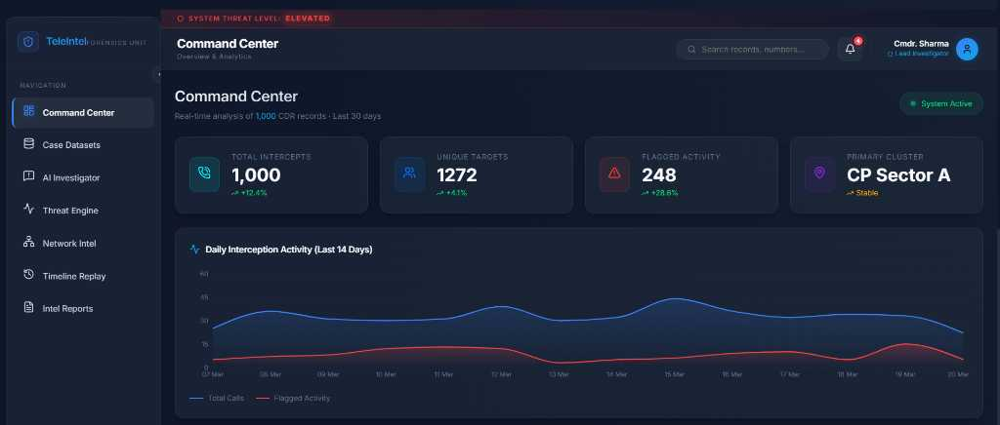 SYSTEM THREAT LEVEL: ELEVATED
TeleIntel FORENSICS UNIT
Command Center
Overview & Analytics
Search records, numbers...
4
Cmdr. Sharma
Lead Investigator
NAVIGATION
Command Center
Case Datasets
AI Investigator
Threat Engine
Network Intel
Timeline Replay
Intel Reports
Command Center
Real-time analysis of 1,000 CDR records · Last 30 days
System Active
TOTAL INTERCEPTS
1,000
+12.4%
UNIQUE TARGETS
1272
+4.1%
FLAGGED ACTIVITY
248
+28.6%
PRIMARY CLUSTER
CP Sector A
Stable
Daily Interception Activity (Last 14 Days)
60
45
30
15
0
07 Mar 08 Mar 09 Mar 10 Mar 11 Mar 12 Mar 13 Mar 14 Mar 15 Mar 16 Mar 17 Mar 18 Mar 19 Mar 20 Mar
Total Calls Flagged Activity